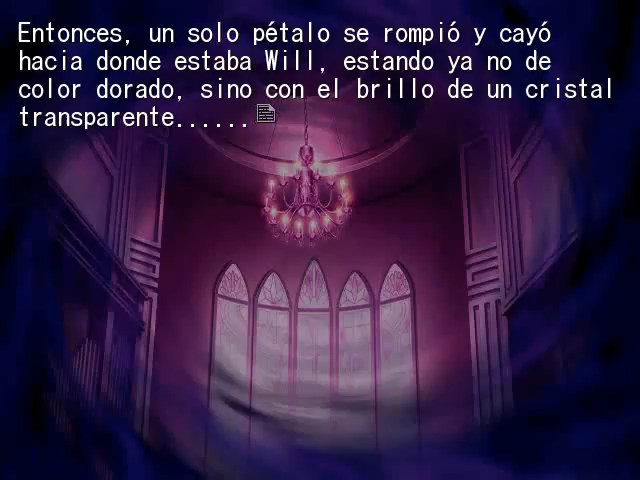 Entonces, un solo pétalo se rompió y cayó
hacia donde estaba Will, estando ya no de
color dorado, sino con el brillo de un cristal
transparente......